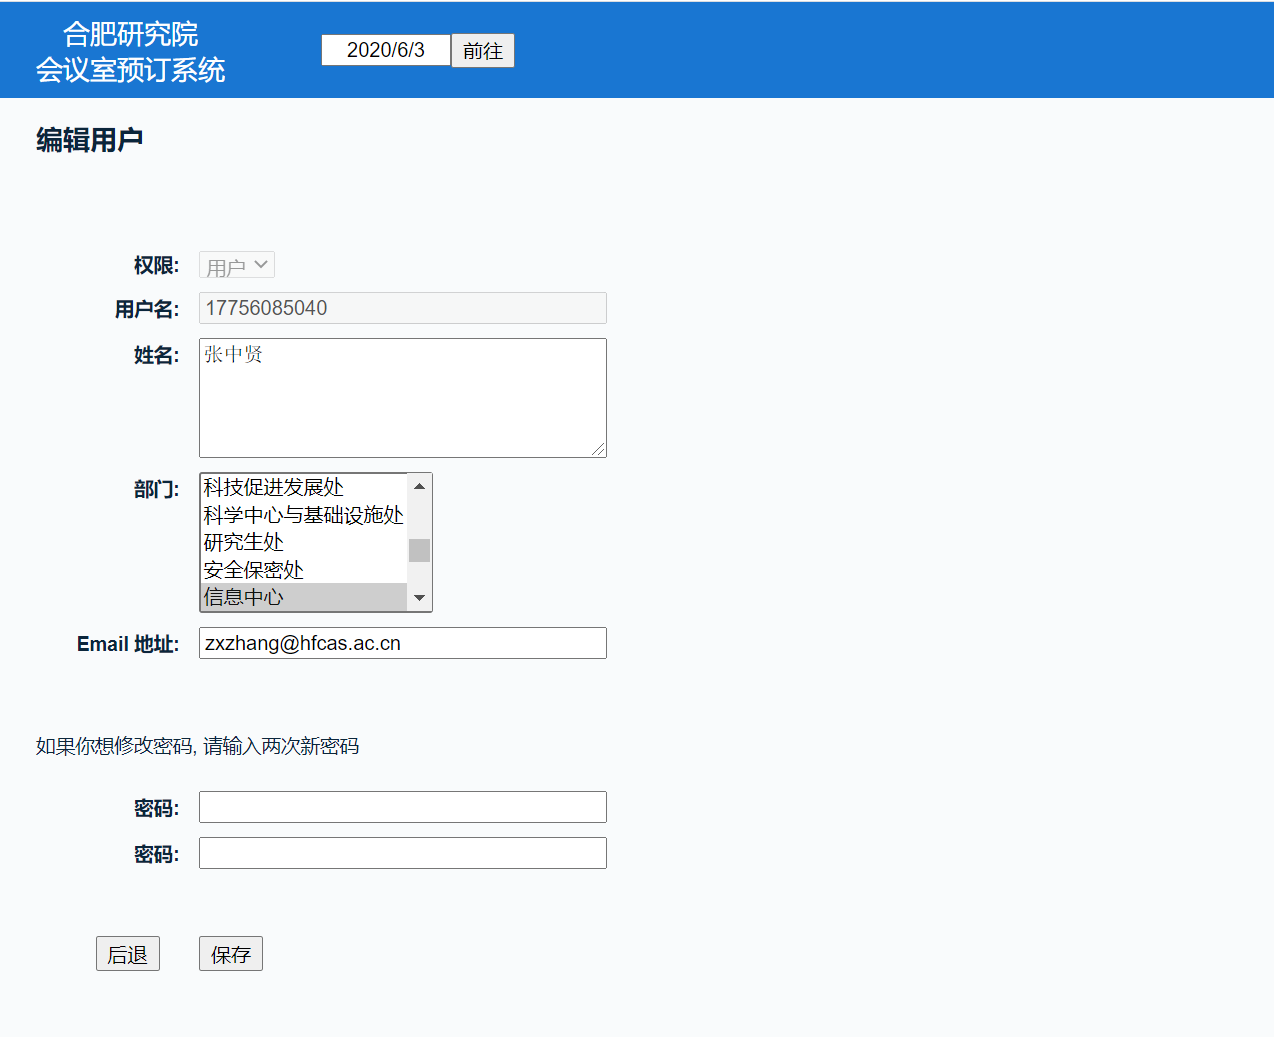 合肥研究院
会议室预订系统
2020/6/3 前往
编辑用户
权限: 用户
用户名: 17756085040
姓名: 张中贤
部门: 科技促进发展处
科学中心与基础设施处
研究生处
安全保密处
信息中心
Email 地址: zxzhang@hfcas.ac.cn
如果你想修改密码, 请输入两次新密码
密码:
密码:
后退 保存